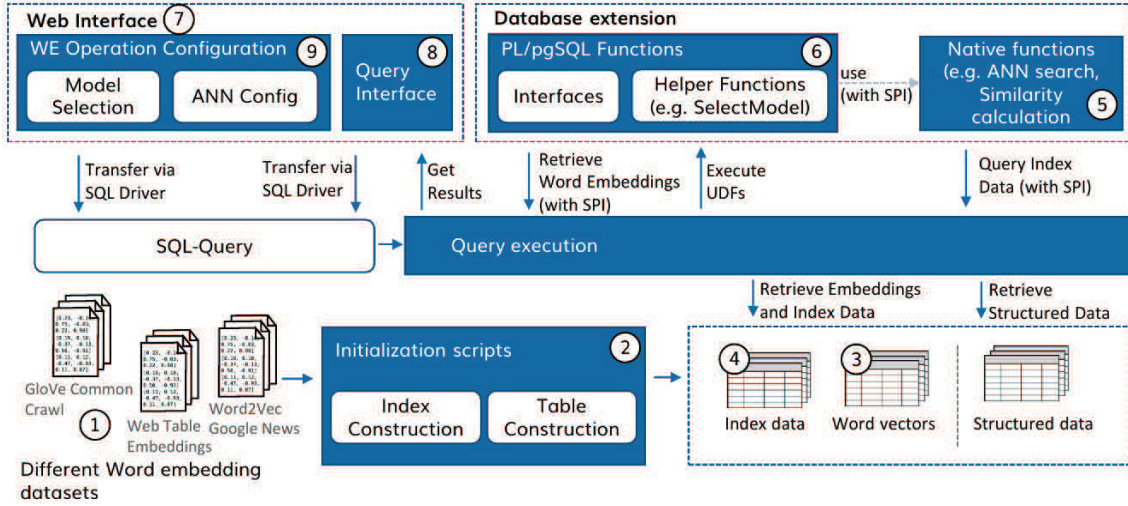 Web Interface 7
WE Operation Configuration 9
Model
Selection
ANN Config
Query
Interface
8
Database extension
PL/pgSQL Functions 6
Interfaces
Helper Functions
(e.g. SelectModel)
use
(with SPI)
Native functions
(e.g. ANN search,
Similarity
calculation
5
Transfer via
SQL Driver
Transfer via
SQL Driver
Get
Results
Retrieve
Word Embeddings
(with SPI)
Execute
UDFs
Query Index
Data (with SPI)
SQL-Query
Query execution
Retrieve Embeddings
and Index Data
Retrieve
Structured Data
GloVe Common
Crawl
1
Web Table
Embeddings
Word2Vec
Google News
Different Word embedding
datasets
Initialization scripts 2
Index
Construction
Table
Construction
4
3
Index data
Word vectors
Structured data